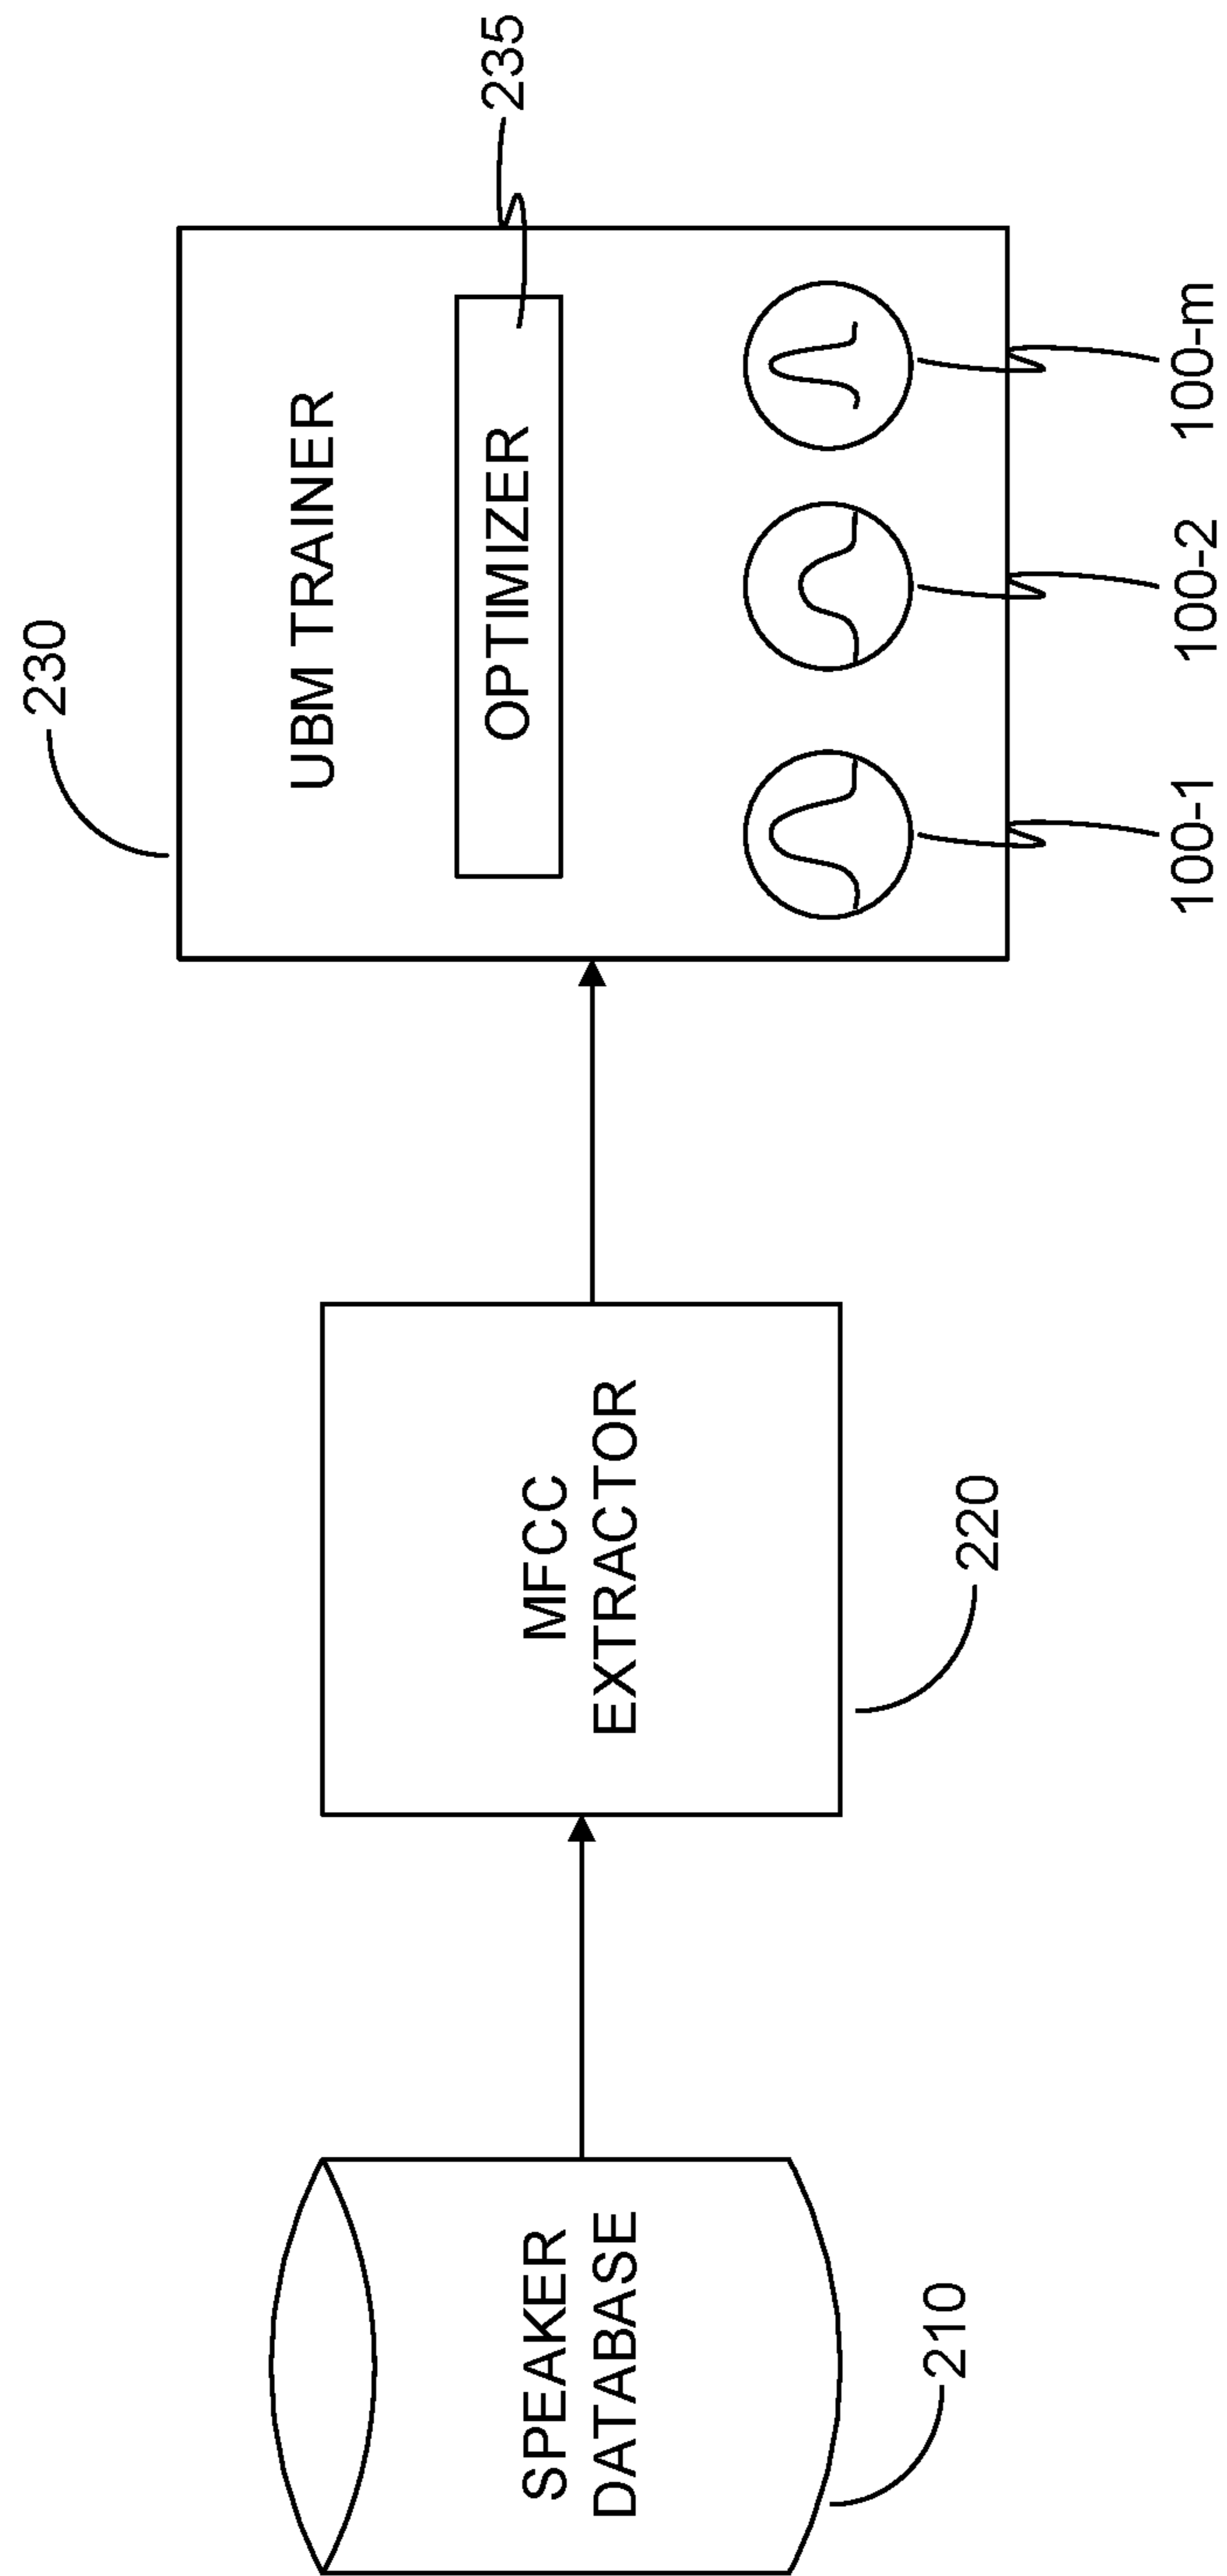 230
UBM TRAINER
OPTIMIZER
235
100-1
100-2
100-m
MFCC
EXTRACTOR
220
SPEAKER
DATABASE
210